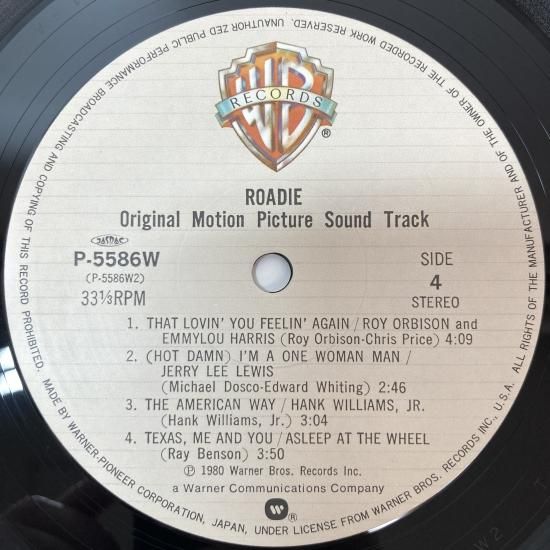 WB
RECORDS
®
ROADIE
Original Motion Picture Sound Track
JASRAC
P-5586W
(P-5586W2)
33⅓RPM
SIDE
4
STEREO
1. THAT LOVIN' YOU FEELIN' AGAIN / ROY ORBISON and
EMMYLOU HARRIS (Roy Orbison-Chris Price) 4:09
2. (HOT DAMN) I'M A ONE WOMAN MAN /
JERRY LEE LEWIS
(Michael Dosco-Edward Whiting) 2:46
3. THE AMERICAN WAY / HANK WILLIAMS, JR.
(Hank Williams, Jr.) 3:04
4. TEXAS, ME AND YOU / ASLEEP AT THE WHEEL
(Ray Benson) 3:50
℗ 1980 Warner Bros. Records Inc.
a Warner Communications Company
®
MADE BY WARNER-PIONEER CORPORATION, JAPAN, UNDER LICENSE FROM WARNER BROS. RECORDS INC., U.S.A. ALL RIGHTS OF THE MANUFACTURER AND OF THE OWNER OF THE RECORDED WORK RESERVED. UNAUTHORIZED PUBLIC PERFORMANCE BROADCASTING AND COPYING OF THIS RECORD PROHIBITED.